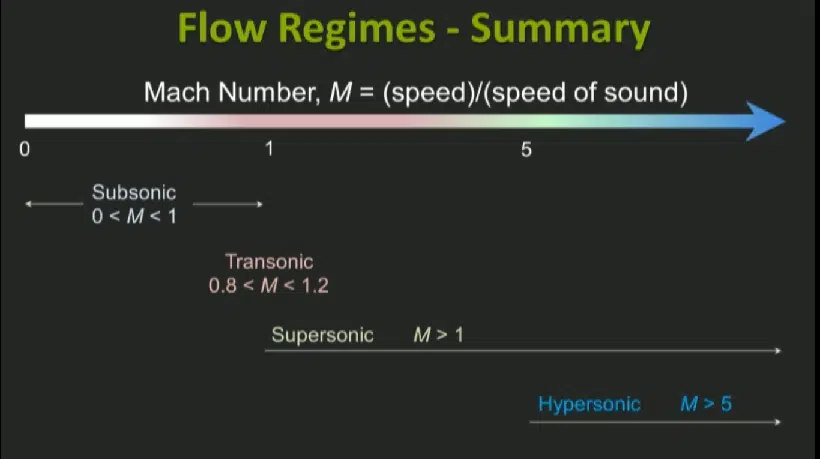 Flow Regimes - Summary
Mach Number, M = (speed)/(speed of sound)
0 1 5
Subsonic
0 < M < 1
Transonic
0.8 < M < 1.2
Supersonic M > 1
Hypersonic M > 5